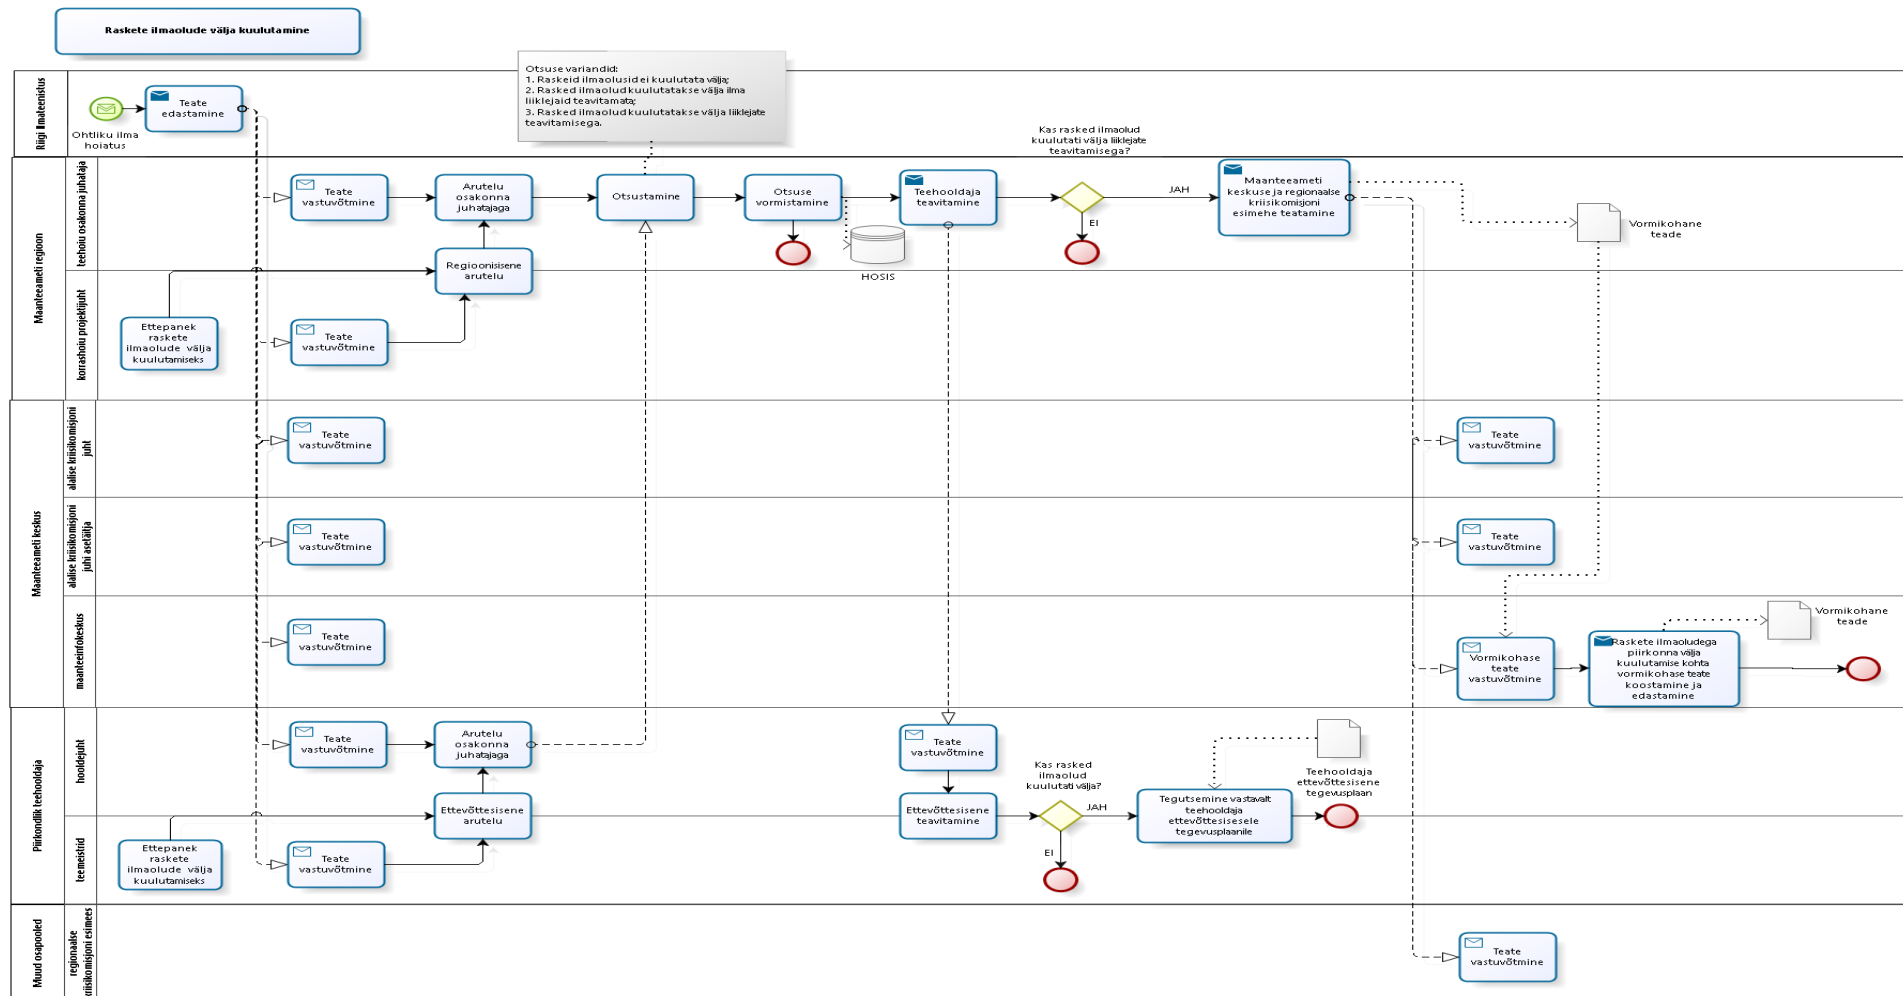 Raskete ilmaolude välja kuulutamine
Otsuse variandid:
1. Raskeid ilmaolusid ei kuulutata välja;
2. Rasked ilmaolud kuulutatakse välja ilma
liiklejaid teavitamata;
3. Rasked ilmaolud kuulutatakse välja liiklejate
teavitamisega.
Riigi ilmateenistus
Ohtliku ilma
hoiatus
Teate
edastamine
Kas rasked ilmaolud
kuulutati välja liiklejate
teavitamisega?
Maanteeameti regioon
teehoiu osakonna juhataja
Teate
vastuvõtmine
Arutelu
osakonna
juhatajaga
Otsustamine
Otsuse
vormistamine
HOSIS
Teehooldaja
teavitamine
JAH
EI
Maanteeameti
keskuse ja regionaalse
kriisikomisjoni
esimehe teatamine
Vormikohane
teade
Regioonisisene
arutelu
korrashoiu projektijuht
Ettepanek
raskete
ilmaolude välja
kuulutamiseks
Teate
vastuvõtmine
Maanteeameti keskus
alalise kriisikomisjoni
juht
Teate
vastuvõtmine
Teate
vastuvõtmine
alalise kriisikomisjoni
juhi asetäitja
Teate
vastuvõtmine
Teate
vastuvõtmine
maanteeinfokeskus
Teate
vastuvõtmine
Vormikohase
teate
vastuvõtmine
Raskete ilmaoludega
piirkonna välja
kuulutamise kohta
vormikohase teate
koostamine ja
edastamine
Vormikohane
teade
Piirkondlik teehooldaja
hooldejuht
Teate
vastuvõtmine
Arutelu
osakonna
juhatajaga
Teate
vastuvõtmine
Kas rasked
ilmaolud
kuulutati välja?
Teehooldaja
ettevõttesisene
tegevusplaan
Ettevõttesisene
arutelu
Ettevõttesisene
teavitamine
JAH
EI
Tegutsemine vastavalt
teehooldaja
ettevõttesisesele
tegevusplaanile
teemeistrid
Ettepanek
raskete
ilmaolude välja
kuulutamiseks
Teate
vastuvõtmine
Muud osapooled
regionaalse
kriisikomisjoni esimees
Teate
vastuvõtmine